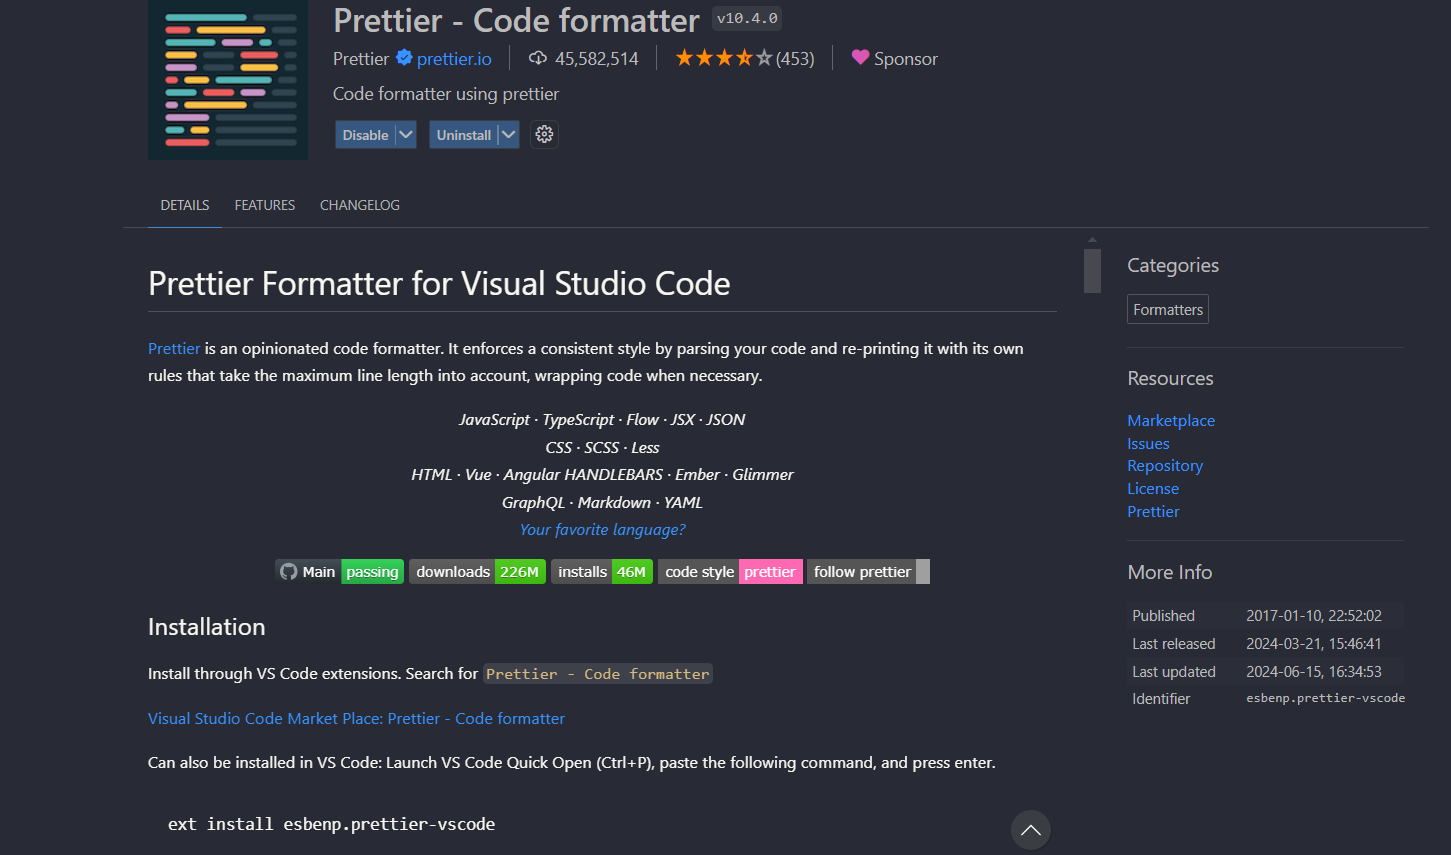 Prettier - Code formatter v10.4.0
Prettier prettier.io 45,582,514 (453) Sponsor
Code formatter using prettier
Disable Uninstall
DETAILS FEATURES CHANGELOG
Prettier Formatter for Visual Studio Code
Prettier is an opinionated code formatter. It enforces a consistent style by parsing your code and re-printing it with its own
rules that take the maximum line length into account, wrapping code when necessary.
JavaScript · TypeScript · Flow · JSX · JSON
CSS · SCSS · Less
HTML · Vue · Angular HANDLEBARS · Ember · Glimmer
GraphQL · Markdown · YAML
Your favorite language?
Main passing downloads 226M installs 46M code style prettier follow prettier
Installation
Install through VS Code extensions. Search for Prettier - Code formatter
Visual Studio Code Market Place: Prettier - Code formatter
Can also be installed in VS Code: Launch VS Code Quick Open (Ctrl+P), paste the following command, and press enter.
ext install esbenp.prettier-vscode
Categories
Formatters
Resources
Marketplace
Issues
Repository
License
Prettier
More Info
Published 2017-01-10, 22:52:02
Last released 2024-03-21, 15:46:41
Last updated 2024-06-15, 16:34:53
Identifier esbenp.prettier-vscode